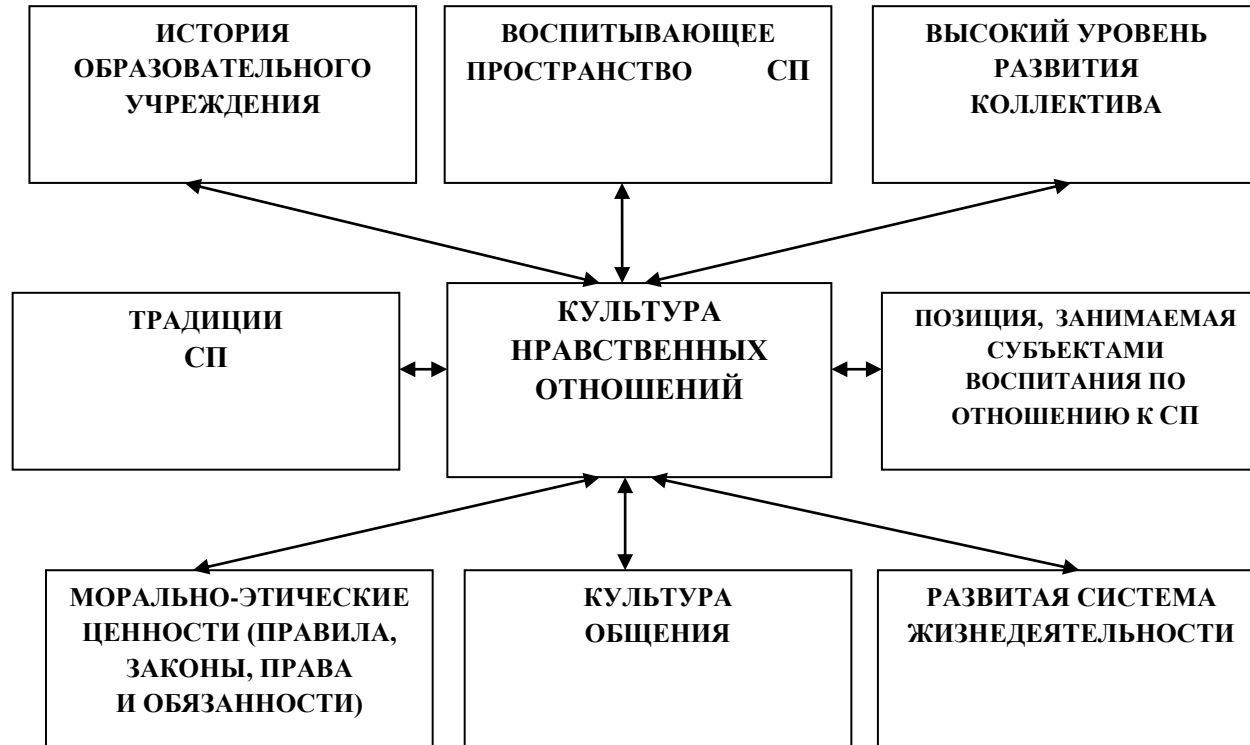 ИСТОРИЯ
ОБРАЗОВАТЕЛЬНОГО
УЧРЕЖДЕНИЯ
ВОСПИТЫВАЮЩЕЕ
ПРОСТРАНСТВО СП
ВЫСОКИЙ УРОВЕНЬ
РАЗВИТИЯ
КОЛЛЕКТИВА
ТРАДИЦИИ
СП
КУЛЬТУРА
НРАВСТВЕННЫХ
ОТНОШЕНИЙ
ПОЗИЦИЯ, ЗАНИМАЕМАЯ
СУБЪЕКТАМИ
ВОСПИТАНИЯ ПО
ОТНОШЕНИЮ К СП
МОРАЛЬНО-ЭТИЧЕСКИЕ
ЦЕННОСТИ (ПРАВИЛА,
ЗАКОНЫ, ПРАВА
И ОБЯЗАННОСТИ)
КУЛЬТУРА
ОБЩЕНИЯ
РАЗВИТАЯ СИСТЕМА
ЖИЗНЕДЕЯТЕЛЬНОСТИ